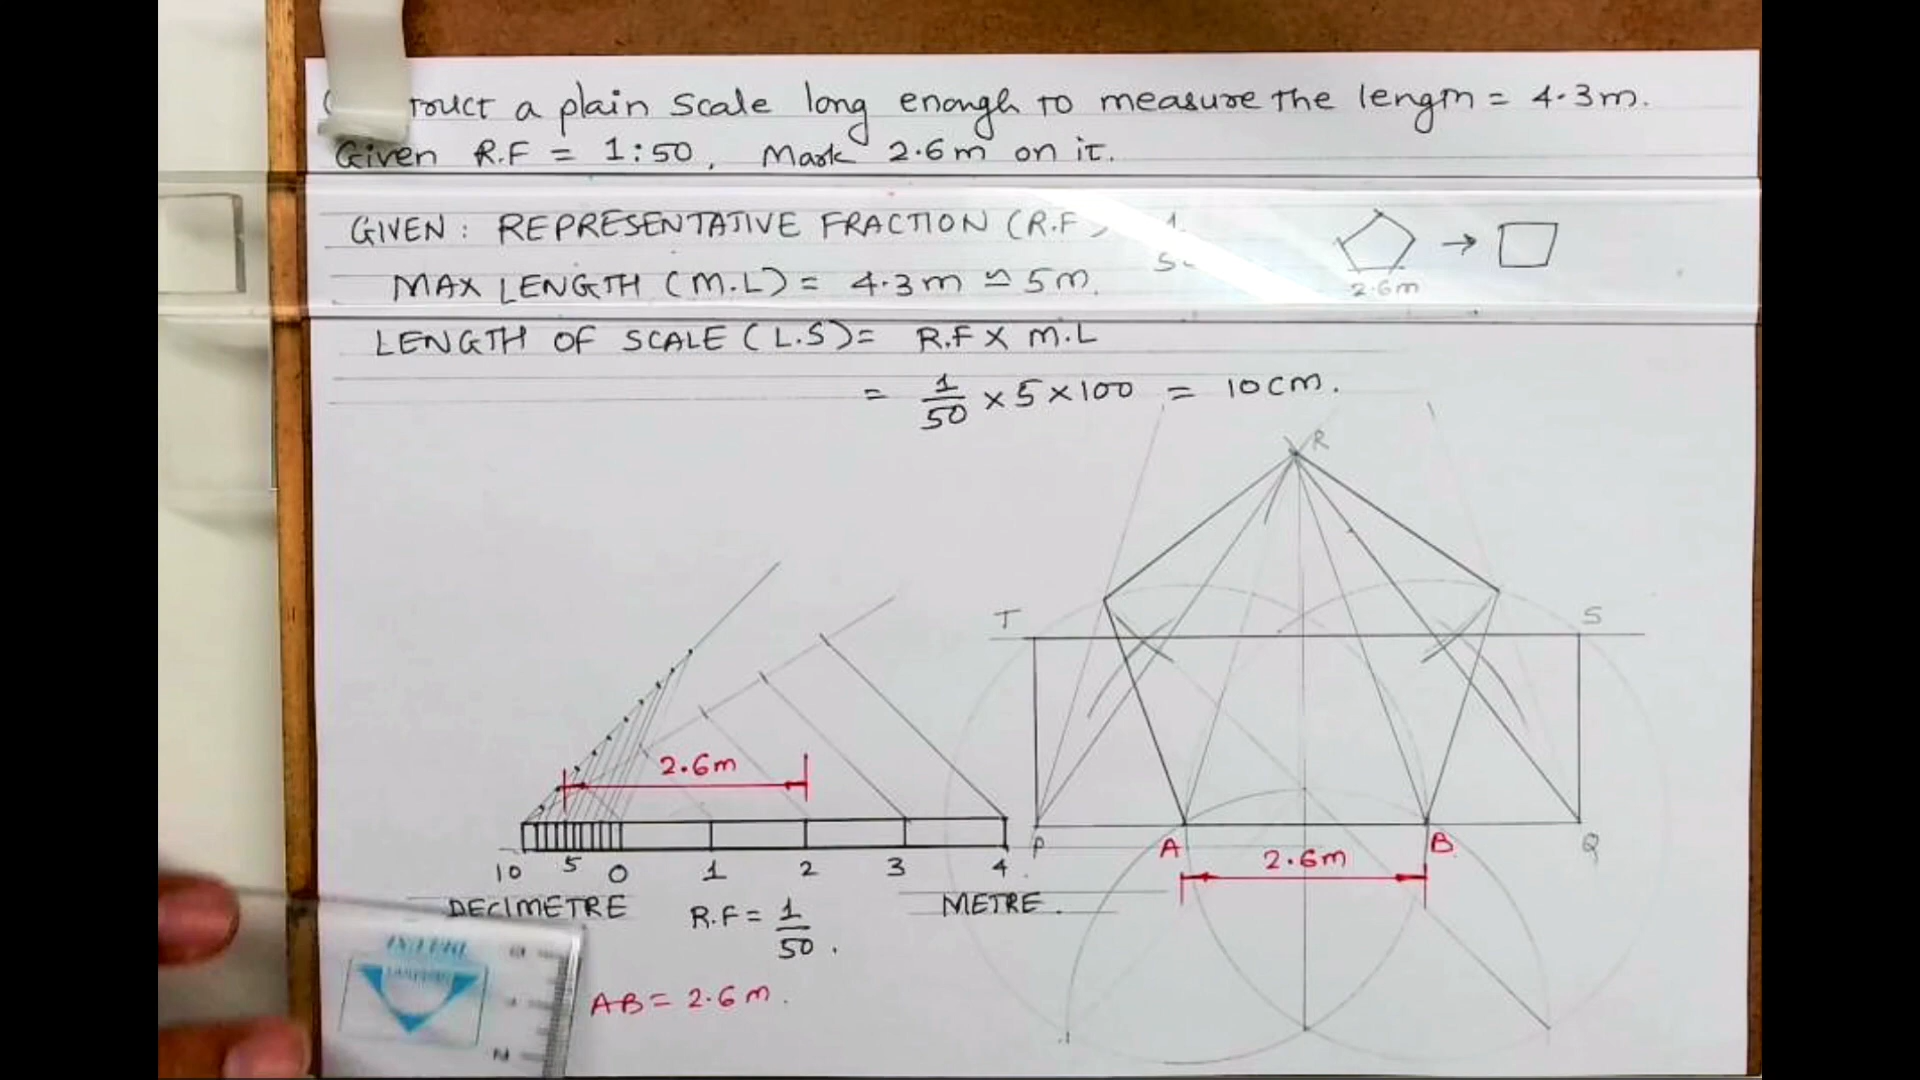 truct a plain scale long enough to measure the length = 4.3m.
Given R.F = 1:50, Mark 2.6m on it.
GIVEN: REPRESENTATIVE FRACTION (R.F)
MAX LENGTH (M.L) = 4.3m ≃ 5m.
2.6m
LENGTH OF SCALE (L.S) = R.F X M.L
= 1/50 × 5 × 100 = 10cm.
R
T S
2.6m
P A B Q
2.6m
10 5 0 1 2 3 4
DECIMETRE R.F = 1/50. METRE.
AB = 2.6m.